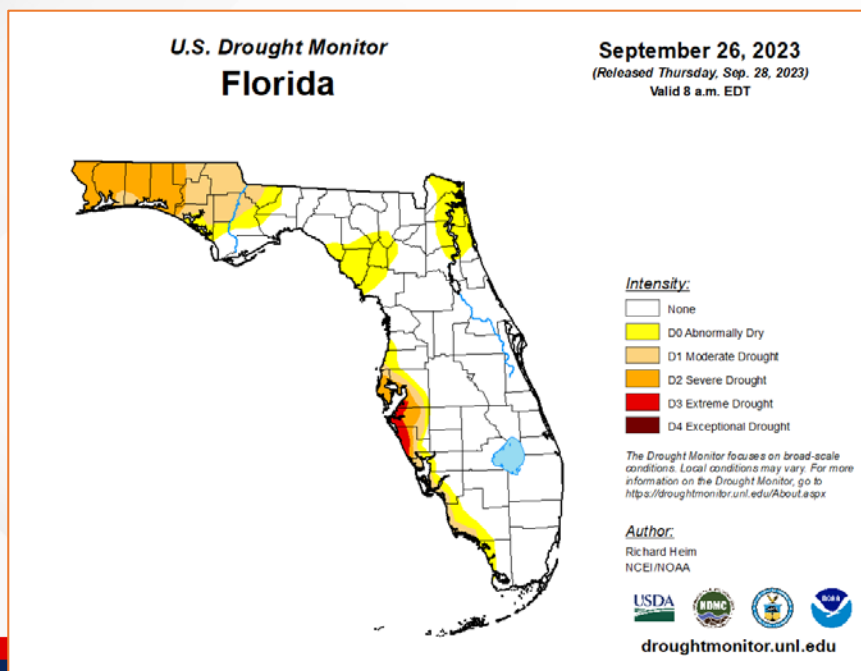 U.S. Drought Monitor
Florida
September 26, 2023
(Released Thursday, Sep. 28, 2023)
Valid 8 a.m. EDT
Intensity:
None
D0 Abnormally Dry
D1 Moderate Drought
D2 Severe Drought
D3 Extreme Drought
D4 Exceptional Drought
The Drought Monitor focuses on broad-scale
conditions. Local conditions may vary. For more
information on the Drought Monitor, go to
https://droughtmonitor.unl.edu/About.aspx
Author:
Richard Heim
NCEI/NOAA
USDA
NDMC
NOAA
droughtmonitor.unl.edu